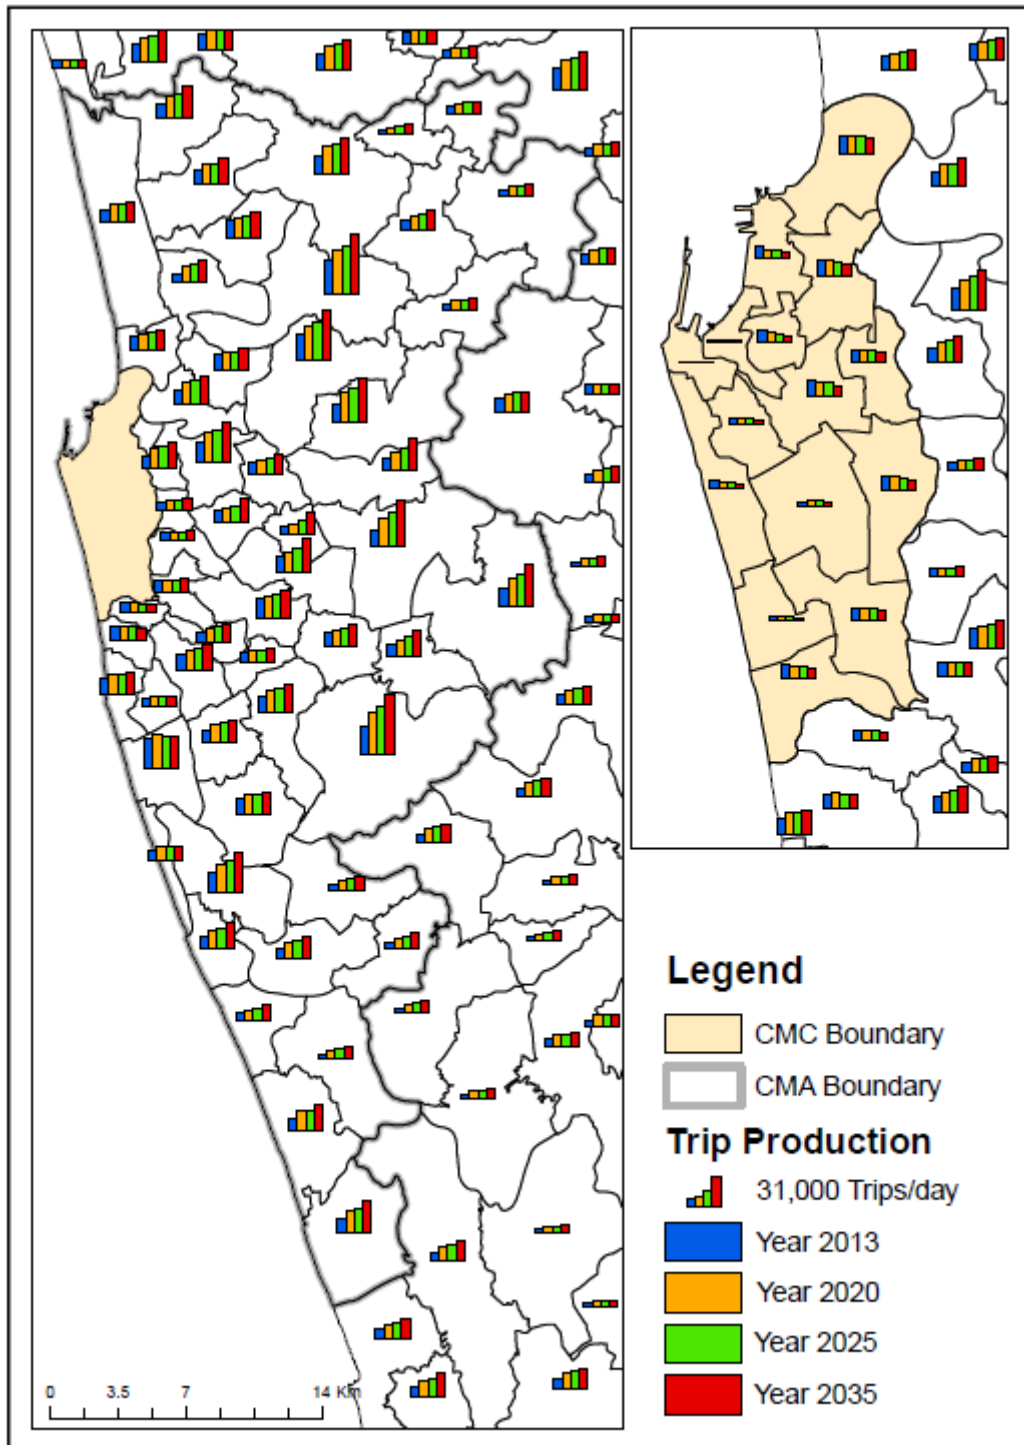 Legend
CMC Boundary
CMA Boundary
Trip Production
31,000 Trips/day
Year 2013
Year 2020
Year 2025
Year 2035
0 3.5 7 14 Km